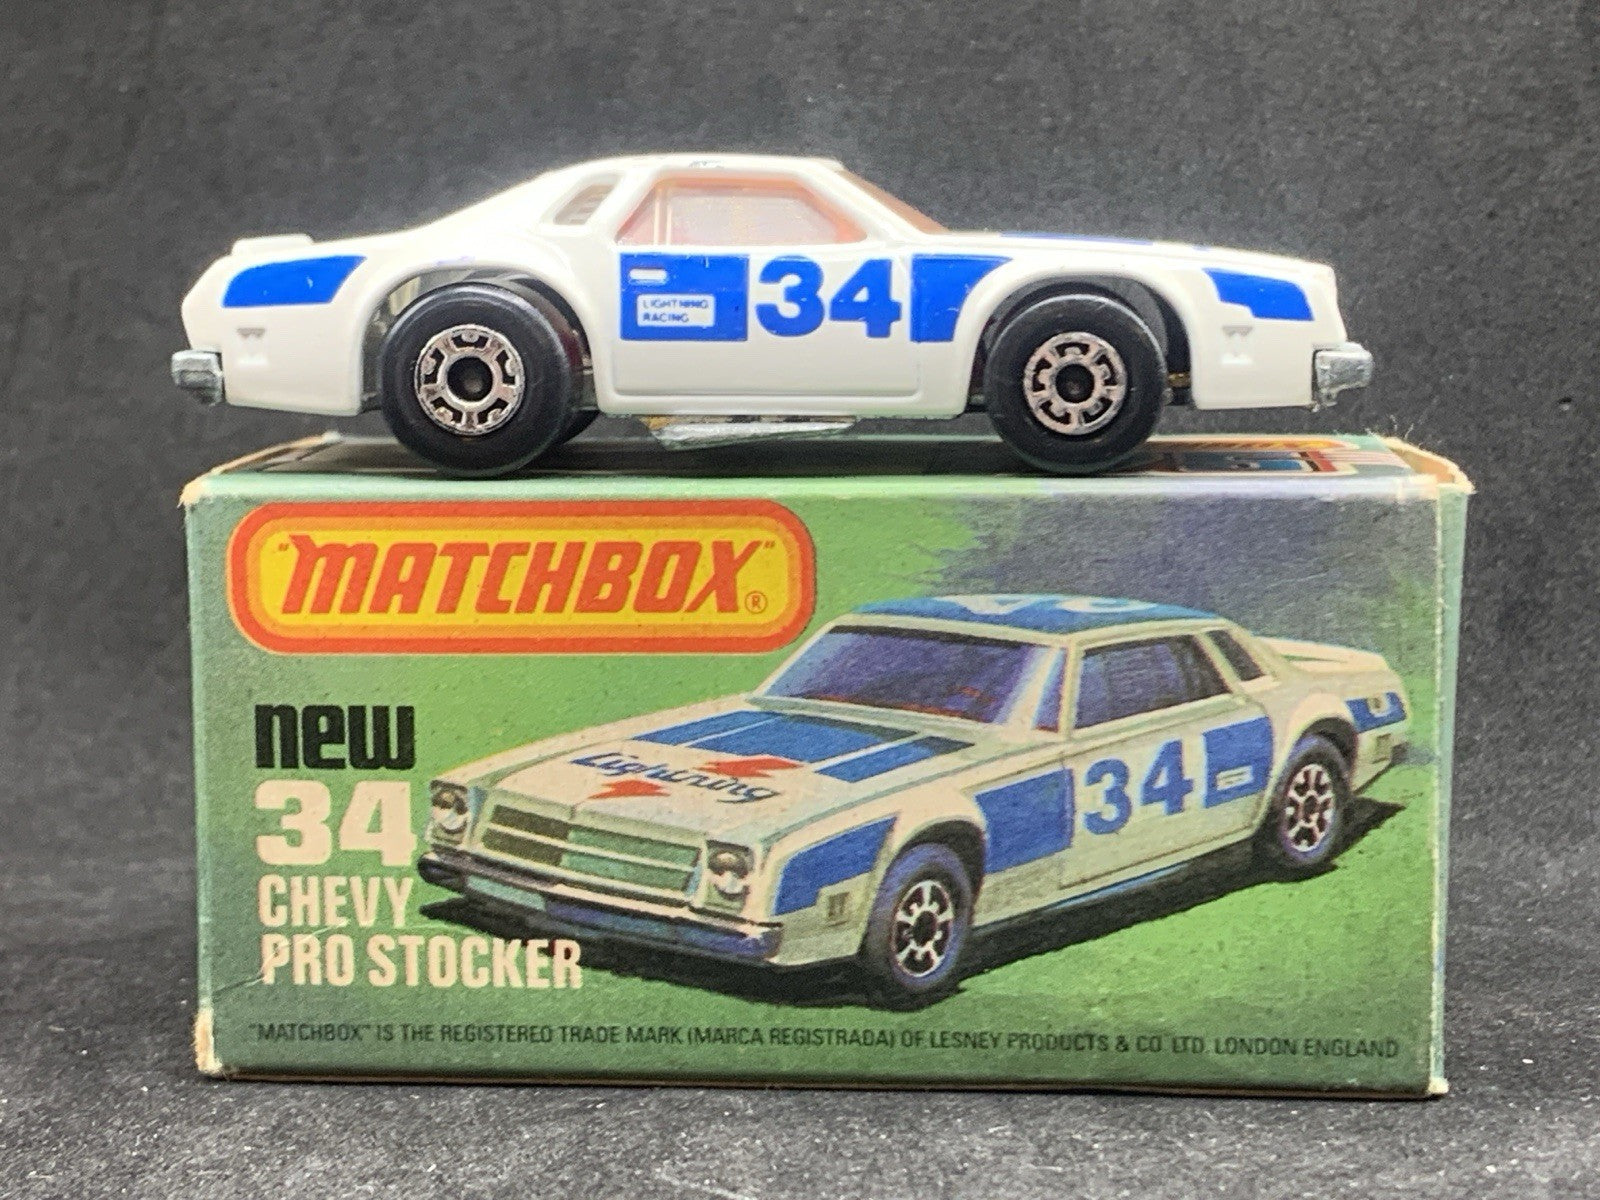 34
LIGHTNING
RACING
"MATCHBOX"®
new
34
CHEVY
PRO STOCKER
Lightning
34
"MATCHBOX" IS THE REGISTERED TRADE MARK (MARCA REGISTRADA) OF LESNEY PRODUCTS & CO. LTD. LONDON ENGLAND